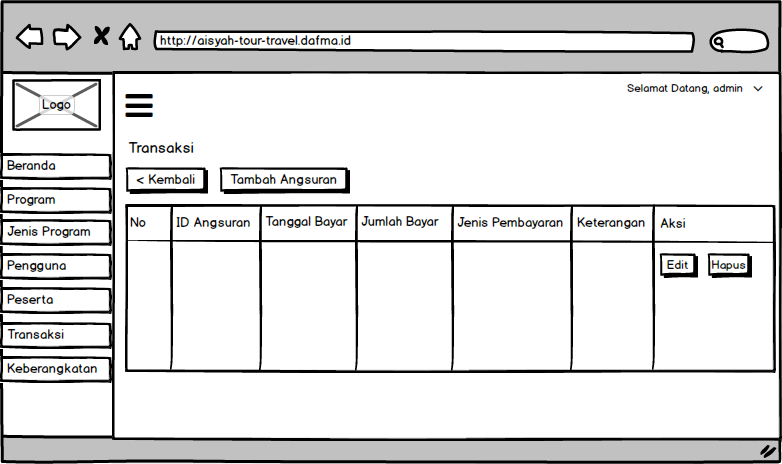 http://aisyah-tour-travel.dafma.id
Selamat Datang, admin
Logo
Beranda
Program
Jenis Program
Pengguna
Peserta
Transaksi
Keberangkatan
Transaksi
< Kembali
Tambah Angsuran
No ID Angsuran Tanggal Bayar Jumlah Bayar Jenis Pembayaran Keterangan Aksi
Edit Hapus